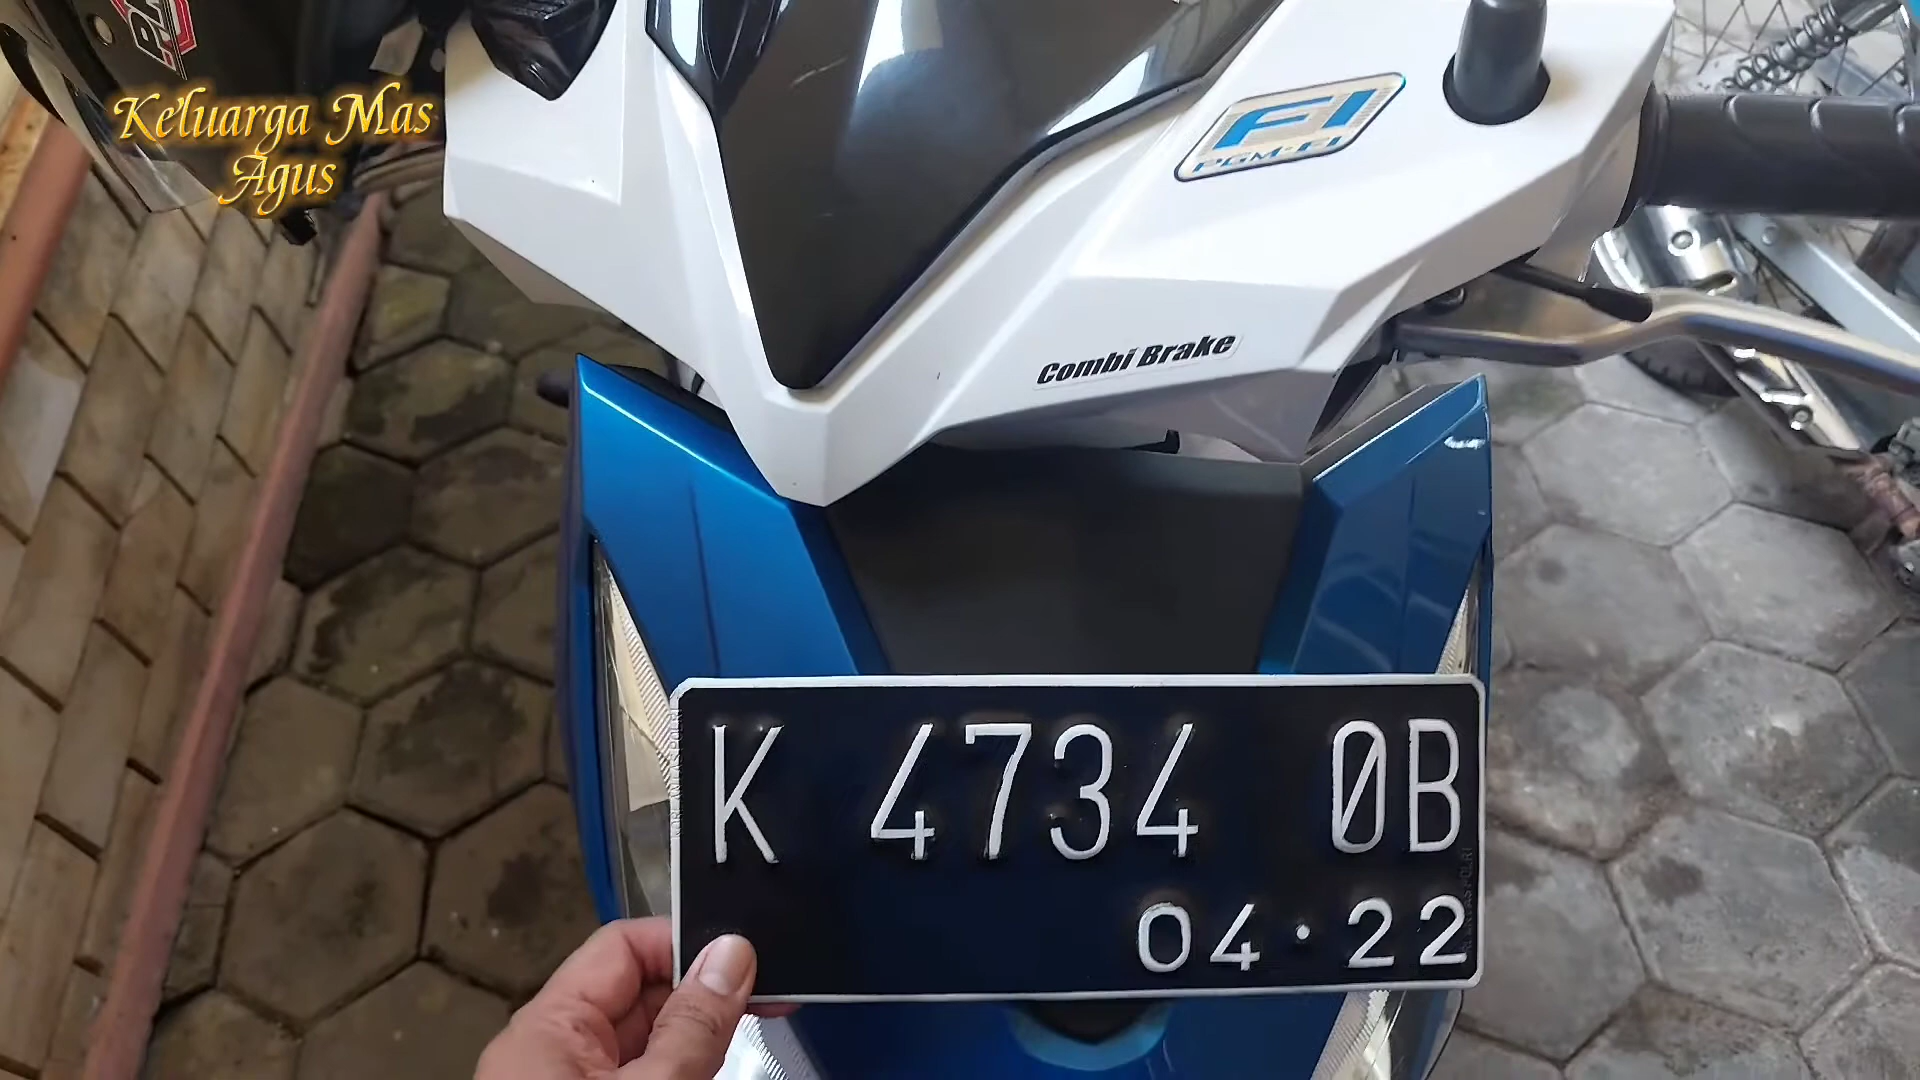 Keluarga Mas
Agus
FI
PGM-FI
Combi Brake
K 4734 0B
04·22